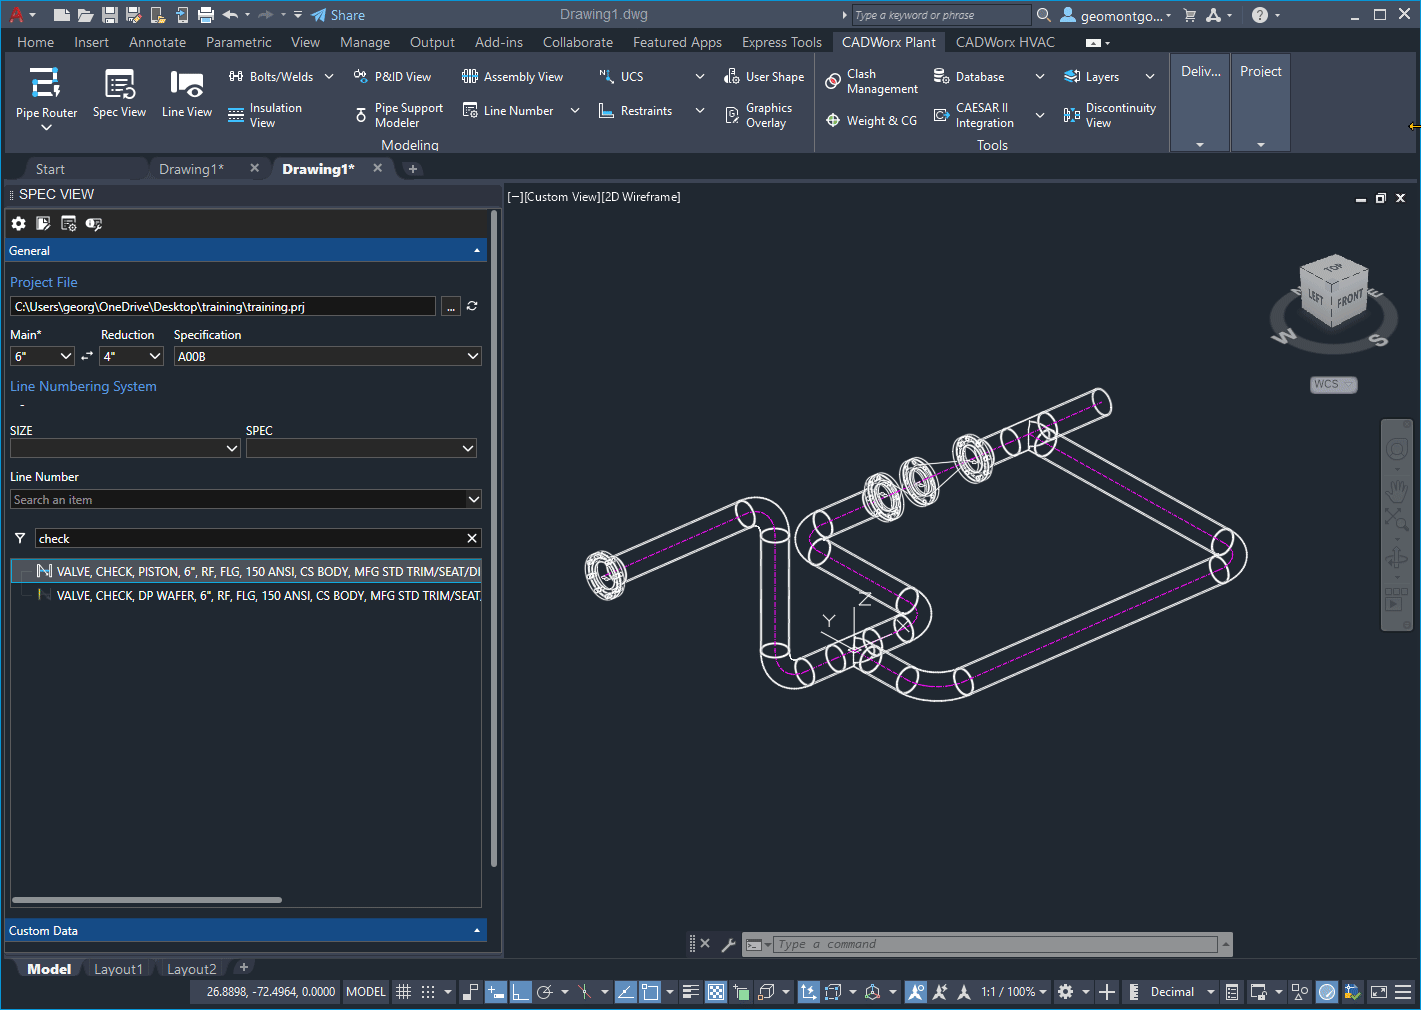 Share
Drawing1.dwg
Type a keyword or phrase
geomontgo...
Home Insert Annotate Parametric View Manage Output Add-ins Collaborate Featured Apps Express Tools CADWorx Plant CADWorx HVAC
Pipe Router
Spec View
Line View
Bolts/Welds
Insulation
View
P&ID View
Pipe Support
Modeler
Assembly View
Line Number
UCS
Restraints
User Shape
Graphics
Overlay
Modeling
Clash
Management
Weight & CG
Database
CAESAR II
Integration
Layers
Discontinuity
View
Tools
Deliv...
Project
Start Drawing1* Drawing1*
SPEC VIEW
General
Project File
C:\Users\georg\OneDrive\Desktop\training\training.prj
...
Main* Reduction Specification
6" 4" A00B
Line Numbering System
-
SIZE SPEC
Line Number
Search an item
check
VALVE, CHECK, PISTON, 6", RF, FLG, 150 ANSI, CS BODY, MFG STD TRIM/SEAT/DI
VALVE, CHECK, DP WAFER, 6", RF, FLG, 150 ANSI, CS BODY, MFG STD TRIM/SEAT,
Custom Data
[−][Custom View][2D Wireframe]
TOP
LEFT FRONT
N E
W S
WCS
Z
Y
X
Type a command
Model Layout1 Layout2
26.8898, -72.4964, 0.0000 MODEL 1:1 / 100% Decimal